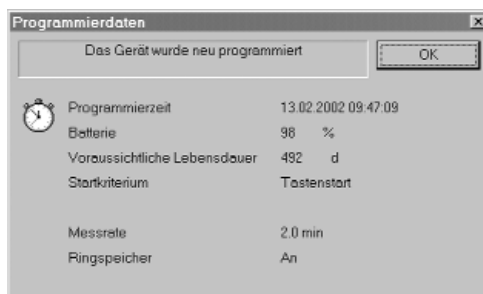 Programmierdaten
Das Gerät wurde neu programmiert
OK
Programmierzeit 13.02.2002 09:47:09
Batterie 98 %
Voraussichtliche Lebensdauer 492 d
Startkriterium Tastenstart
Messrate 2.0 min
Ringspeicher An